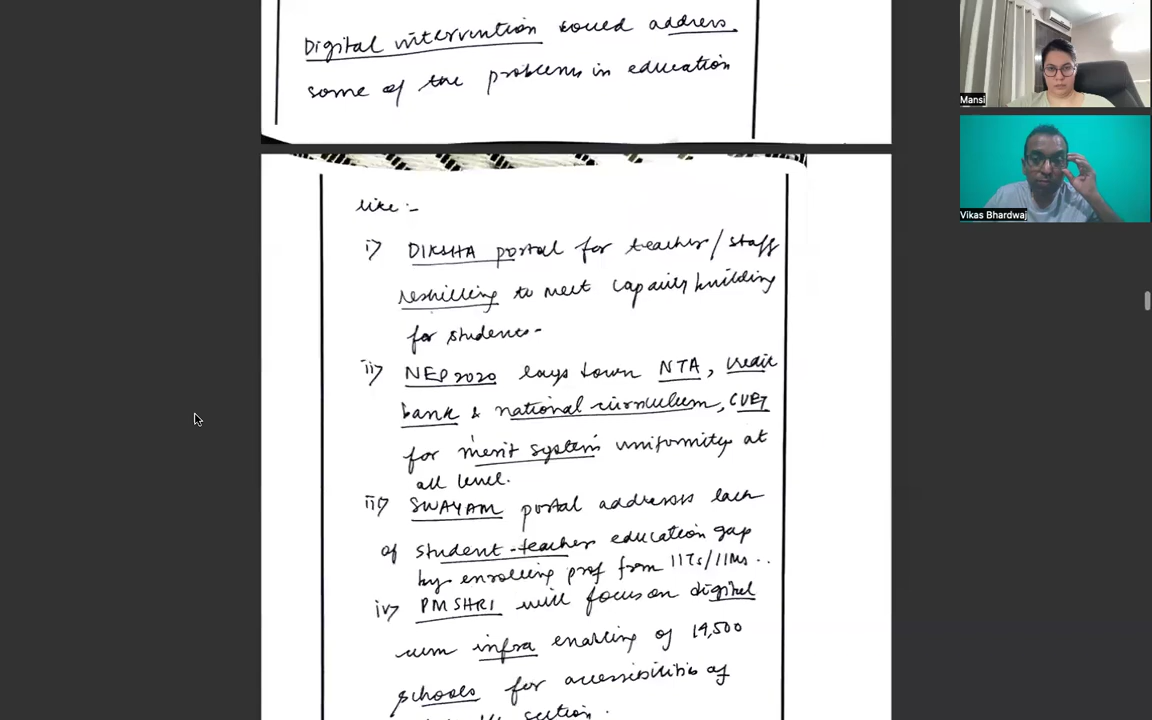 Digital intervention could address
some of the problems in education
like :-
i) DIKSHA portal for teacher/staff
reskilling to meet capacity building
for students-
ii) NEP 2020 lays down NTA, credit
bank & national curriculum, CUET
for 'merit system' uniformity at
all level.
iii) SWAYAM portal addresses lack
of student-teacher education gap
by enrolling prof from IITs/IIMs..
iv) PM SHRI will focus on digital
cum infra enabling of 14,500
schools for accessibilities of
section.
Mansi
Vikas Bhardwaj